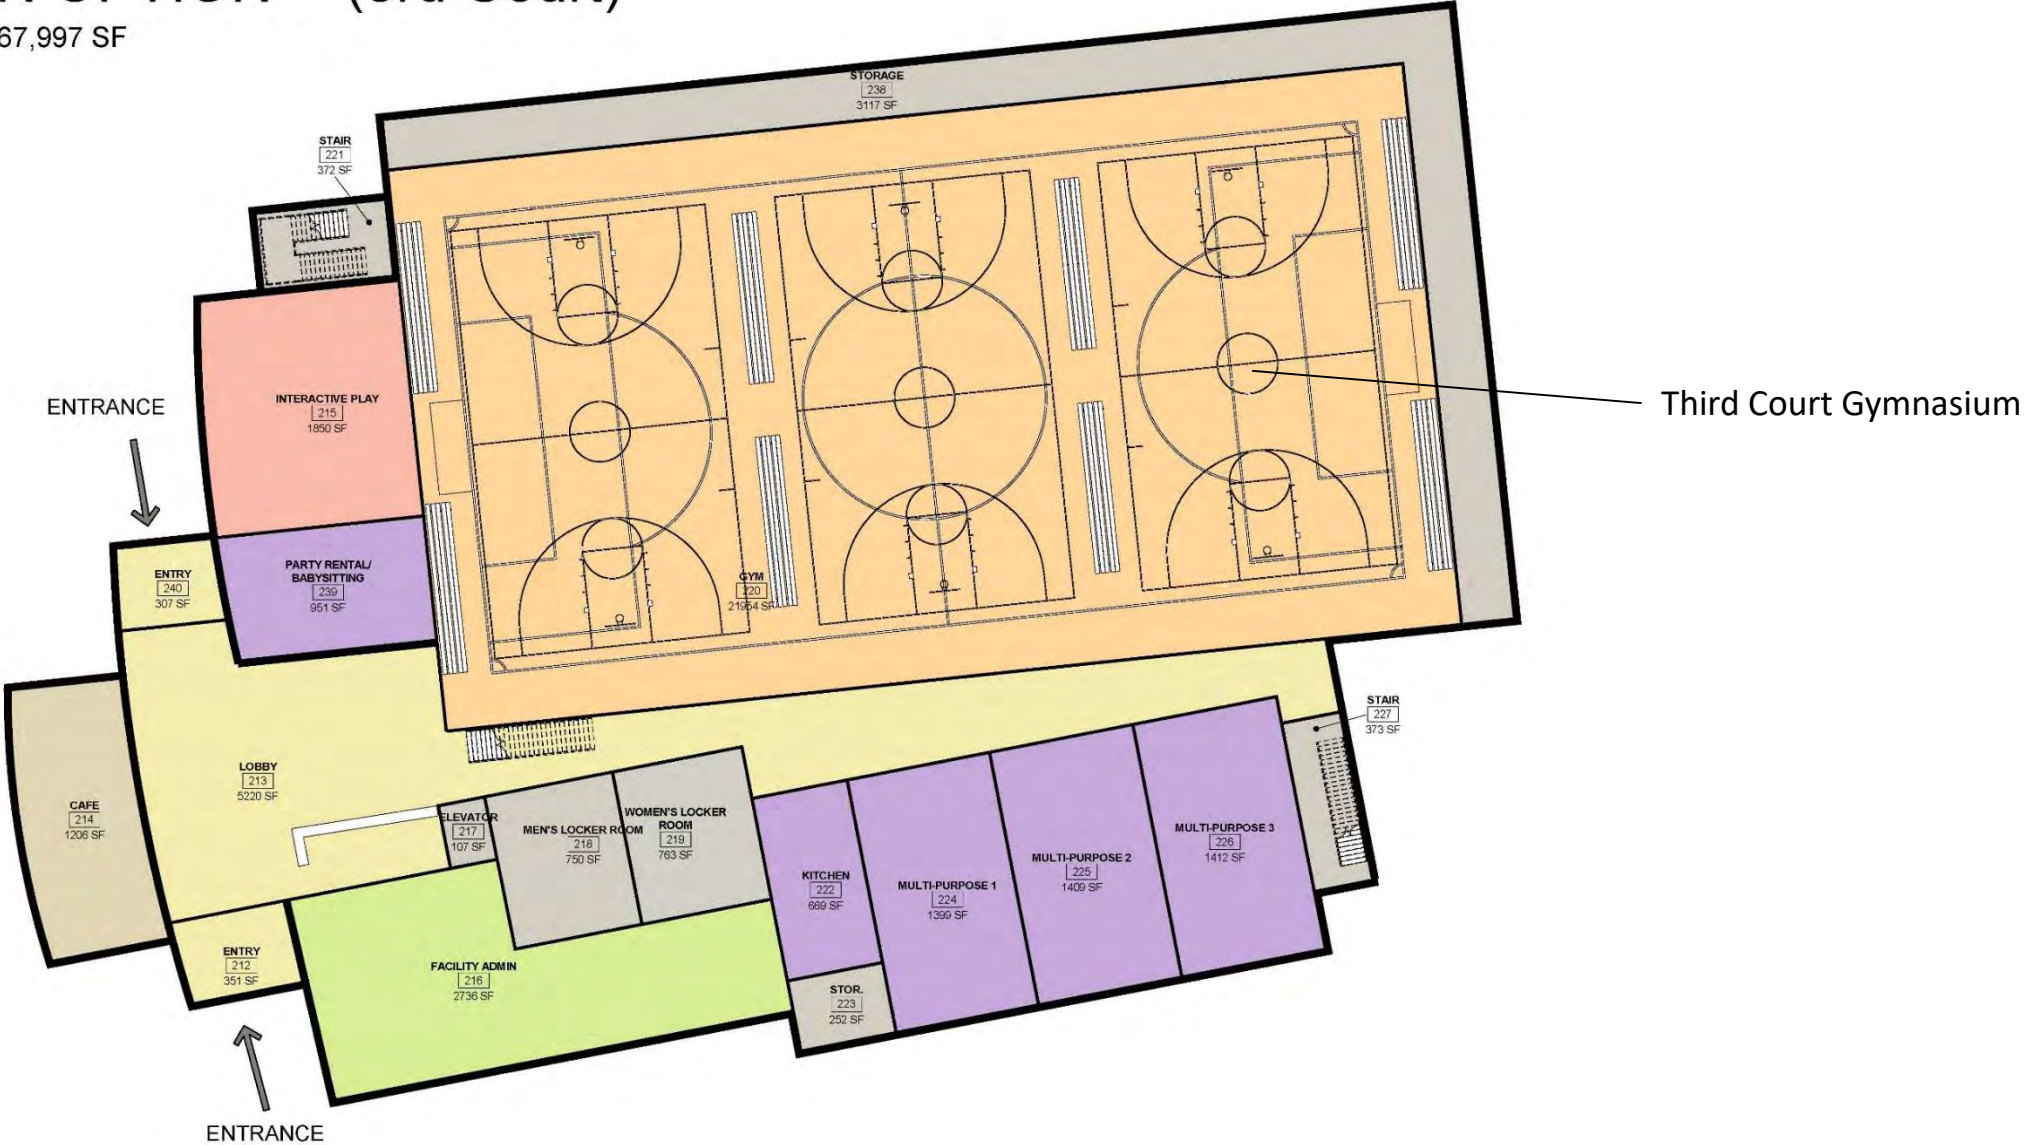 (3rd Court)
67,997 SF
STORAGE
238
3117 SF
STAIR
221
372 SF
ENTRANCE
INTERACTIVE PLAY
215
1850 SF
Third Court Gymnasium
PARTY RENTAL/
BABYSITTING
239
951 SF
ENTRY
240
307 SF
GYM
220
21954 SF
STAIR
227
373 SF
LOBBY
213
5220 SF
CAFE
214
1206 SF
ELEVATOR
217
107 SF
MEN'S LOCKER ROOM
218
750 SF
WOMEN'S LOCKER
ROOM
219
763 SF
KITCHEN
222
669 SF
MULTI-PURPOSE 1
224
1399 SF
MULTI-PURPOSE 2
225
1409 SF
MULTI-PURPOSE 3
226
1412 SF
ENTRY
212
351 SF
FACILITY ADMIN
216
2736 SF
STOR.
223
252 SF
ENTRANCE